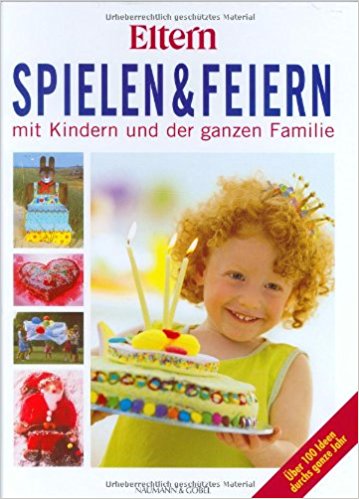 Urheberrechtlich geschütztes Material
Eltern
SPIELEN & FEIERN
mit Kindern und der ganzen Familie
Über 100 Ideen
durchs ganze Jahr
Urheberrechtlich geschütztes Material
NAUMANN & GÖBEL